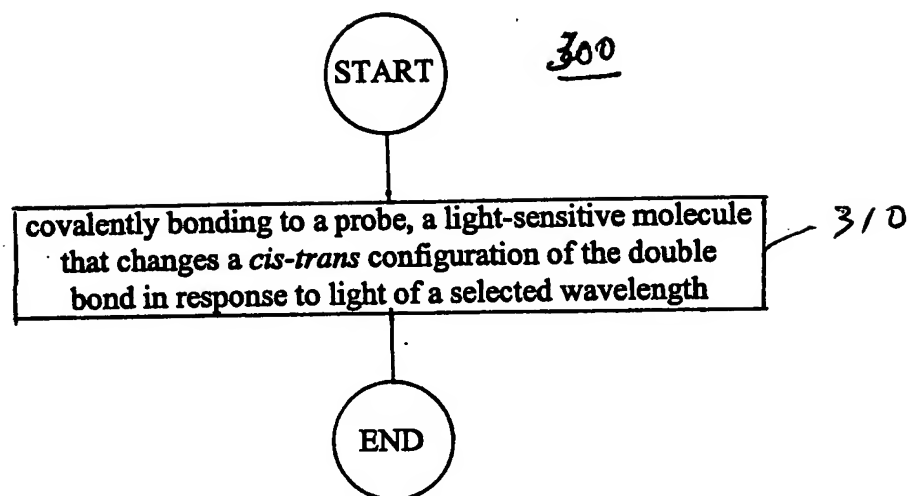 START
300
covalently bonding to a probe, a light-sensitive molecule
that changes a cis-trans configuration of the double
bond in response to light of a selected wavelength
310
END